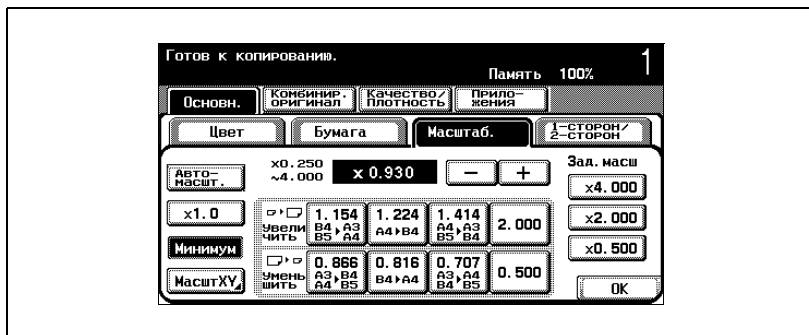 Готов к копированию.
Память 100%
1
Основн.
Комбинир. оригинал
Качество/ Плотность
Прило- жения
Цвет
Бумага
Масштаб.
1-сторон/ 2-сторон
Авто- масшт.
x0.250 ~4.000
x 0.930
− +
Зад. масш
x4.000
x1.0
Увели чить
1.154 B4▸A3 B5▸A4
1.224 A4▸B4
1.414 A4▸A3 B5▸B4
2.000
x2.000
Минимум
x0.500
МасштXY
Умень шить
0.866 A3▸B4 A4▸B5
0.816 B4▸A4
0.707 A3▸A4 B4▸B5
0.500
OK